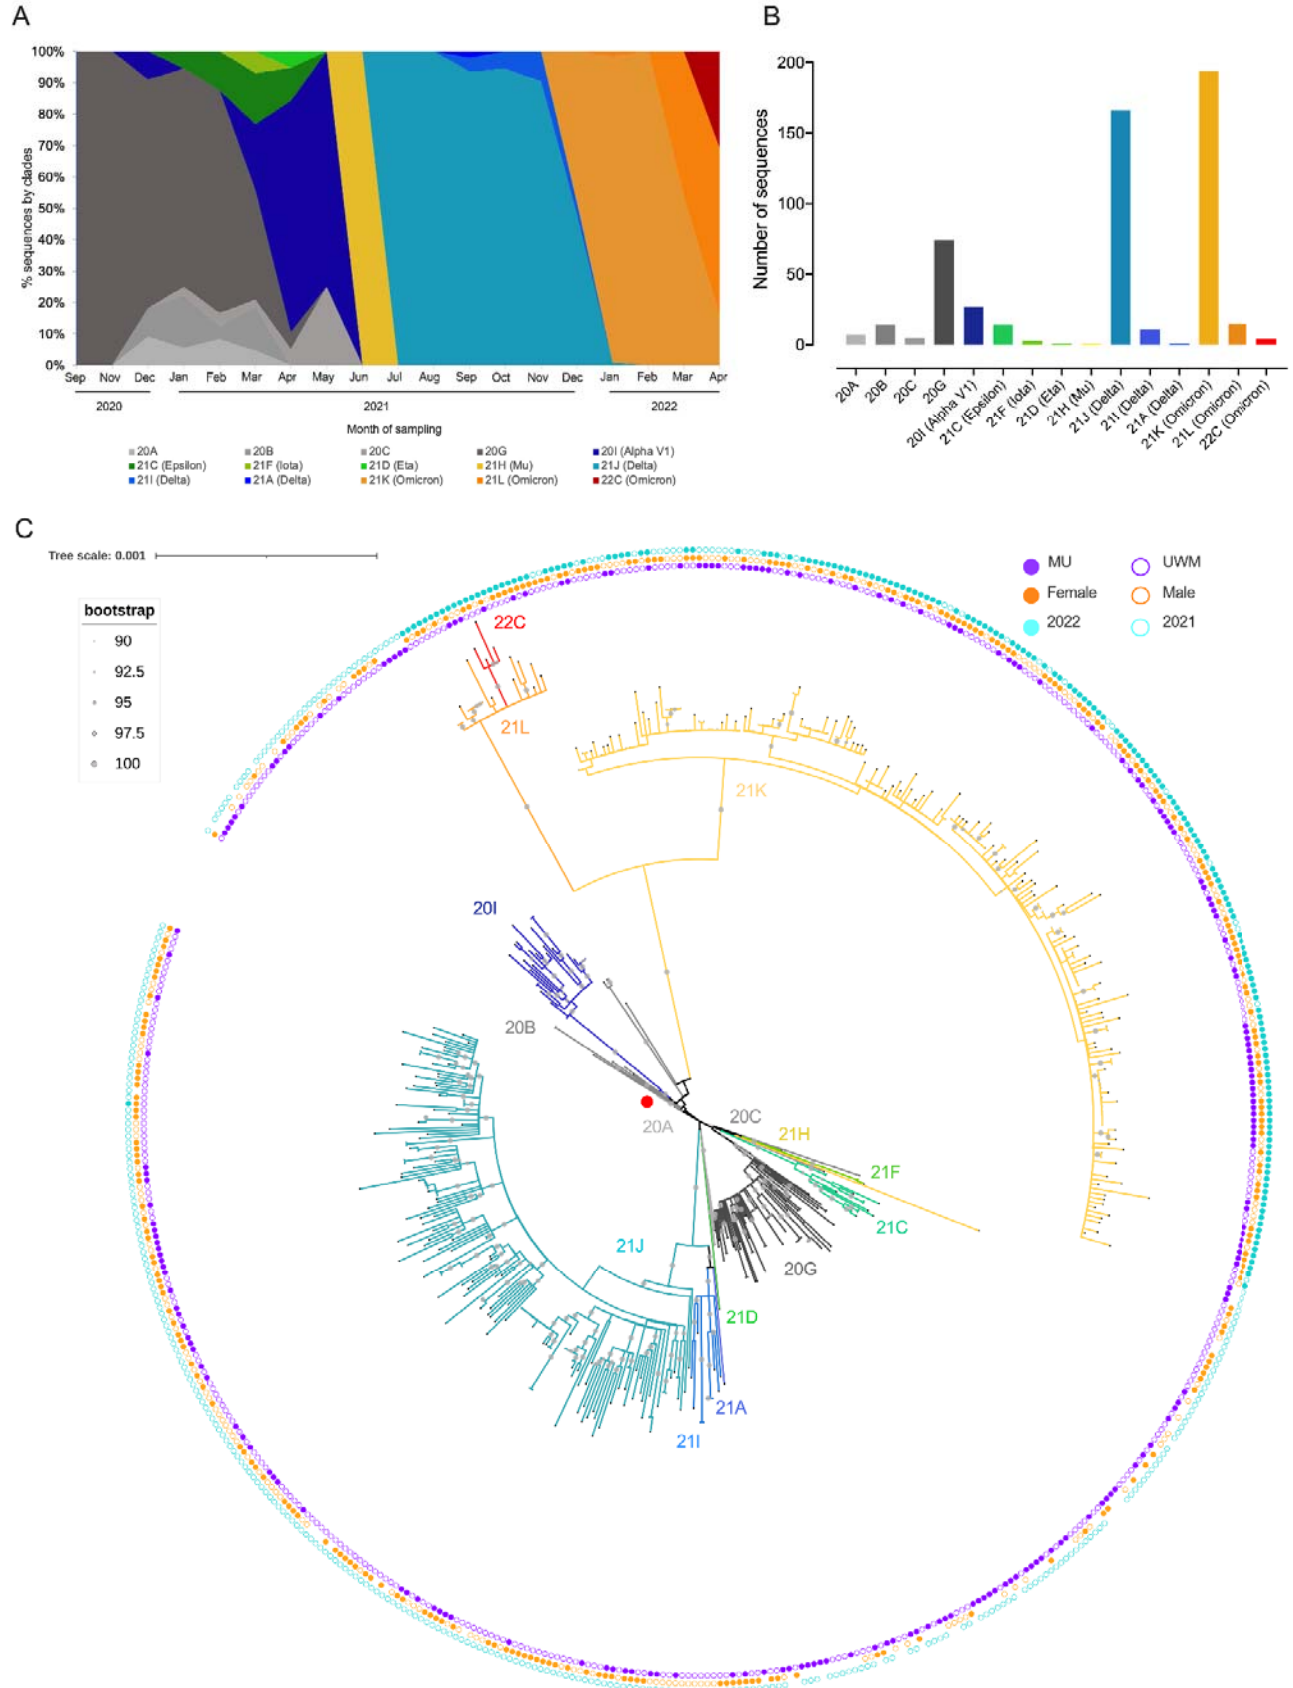 A
B
% sequences by clades
100%
90%
80%
70%
60%
50%
40%
30%
20%
10%
0%
Sep Nov Dec Jan Feb Mar Apr May Jun Jul Aug Sep Oct Nov Dec Jan Feb Mar Apr
2020 2021 2022
Month of sampling
20A 20B 20C 20G 20I (Alpha V1)
21C (Epsilon) 21F (Iota) 21D (Eta) 21H (Mu) 21J (Delta)
21I (Delta) 21A (Delta) 21K (Omicron) 21L (Omicron) 22C (Omicron)
Number of sequences
200
150
100
50
0
20A
20B
20C
20G
20I (Alpha V1)
21C (Epsilon)
21F (Iota)
21D (Eta)
21H (Mu)
21J (Delta)
21I (Delta)
21A (Delta)
21K (Omicron)
21L (Omicron)
22C (Omicron)
C
Tree scale: 0.001
bootstrap
90
92.5
95
97.5
100
MU UWM
Female Male
2022 2021
22C
21L
21K
20I
20B
20A
20C
21H
21F
21C
20G
21J
21D
21A
21I